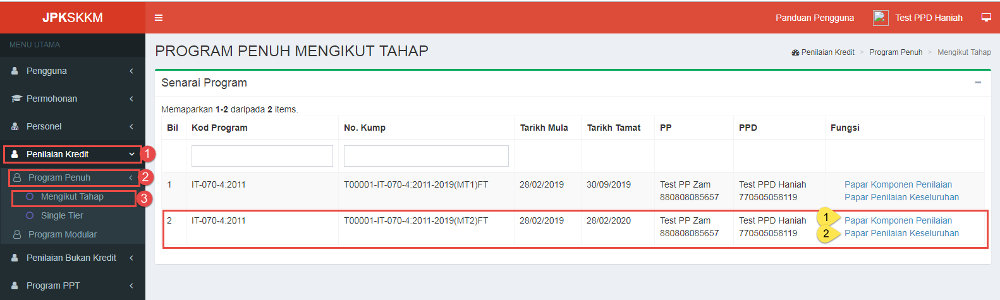 JPKSKKM
Panduan Pengguna
Test PPD Haniah
MENU UTAMA
Pengguna
Permohonan
Personel
Penilaian Kredit
1
Program Penuh
2
Mengikut Tahap
3
Single Tier
Program Modular
Penilaian Bukan Kredit
Program PPT
PROGRAM PENUH MENGIKUT TAHAP
Penilaian Kredit > Program Penuh > Mengikut Tahap
Senarai Program
Memaparkan 1-2 daripada 2 items.
Bil Kod Program No. Kump Tarikh Mula Tarikh Tamat PP PPD Fungsi
1 IT-070-4:2011 T00001-IT-070-4:2011-2019(MT1)FT 28/02/2019 30/09/2019 Test PP Zam Test PPD Haniah Papar Komponen Penilaian
880808085657 770505058119 Papar Penilaian Keseluruhan
2 IT-070-4:2011 T00001-IT-070-4:2011-2019(MT2)FT 28/02/2019 28/02/2020 Test PP Zam Test PPD Haniah 1 Papar Komponen Penilaian
880808085657 770505058119 2 Papar Penilaian Keseluruhan